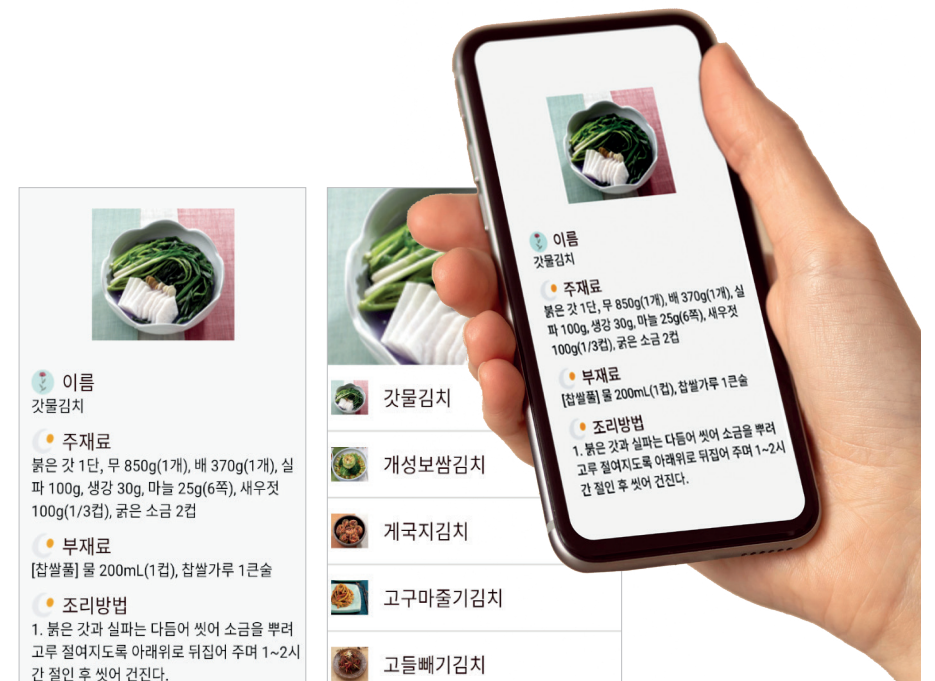 이름
갓물김치
주재료
붉은 갓 1단, 무 850g(1개), 배 370g(1개), 실
파 100g, 생강 30g, 마늘 25g(6쪽), 새우젓
100g(1/3컵), 굵은 소금 2컵
부재료
[찹쌀풀] 물 200mL(1컵), 찹쌀가루 1큰술
조리방법
1. 붉은 갓과 실파는 다듬어 씻어 소금을 뿌려
고루 절여지도록 아래위로 뒤집어 주며 1~2시
간 절인 후 씻어 건진다.
갓물김치
개성보쌈김치
게국지김치
고구마줄기김치
고들빼기김치
이름
갓물김치
주재료
붉은 갓 1단, 무 850g(1개), 배 370g(1개), 실
파 100g, 생강 30g, 마늘 25g(6쪽), 새우젓
100g(1/3컵), 굵은 소금 2컵
부재료
[찹쌀풀] 물 200mL(1컵), 찹쌀가루 1큰술
조리방법
1. 붉은 갓과 실파는 다듬어 씻어 소금을 뿌려
고루 절여지도록 아래위로 뒤집어 주며 1~2시
간 절인 후 씻어 건진다.